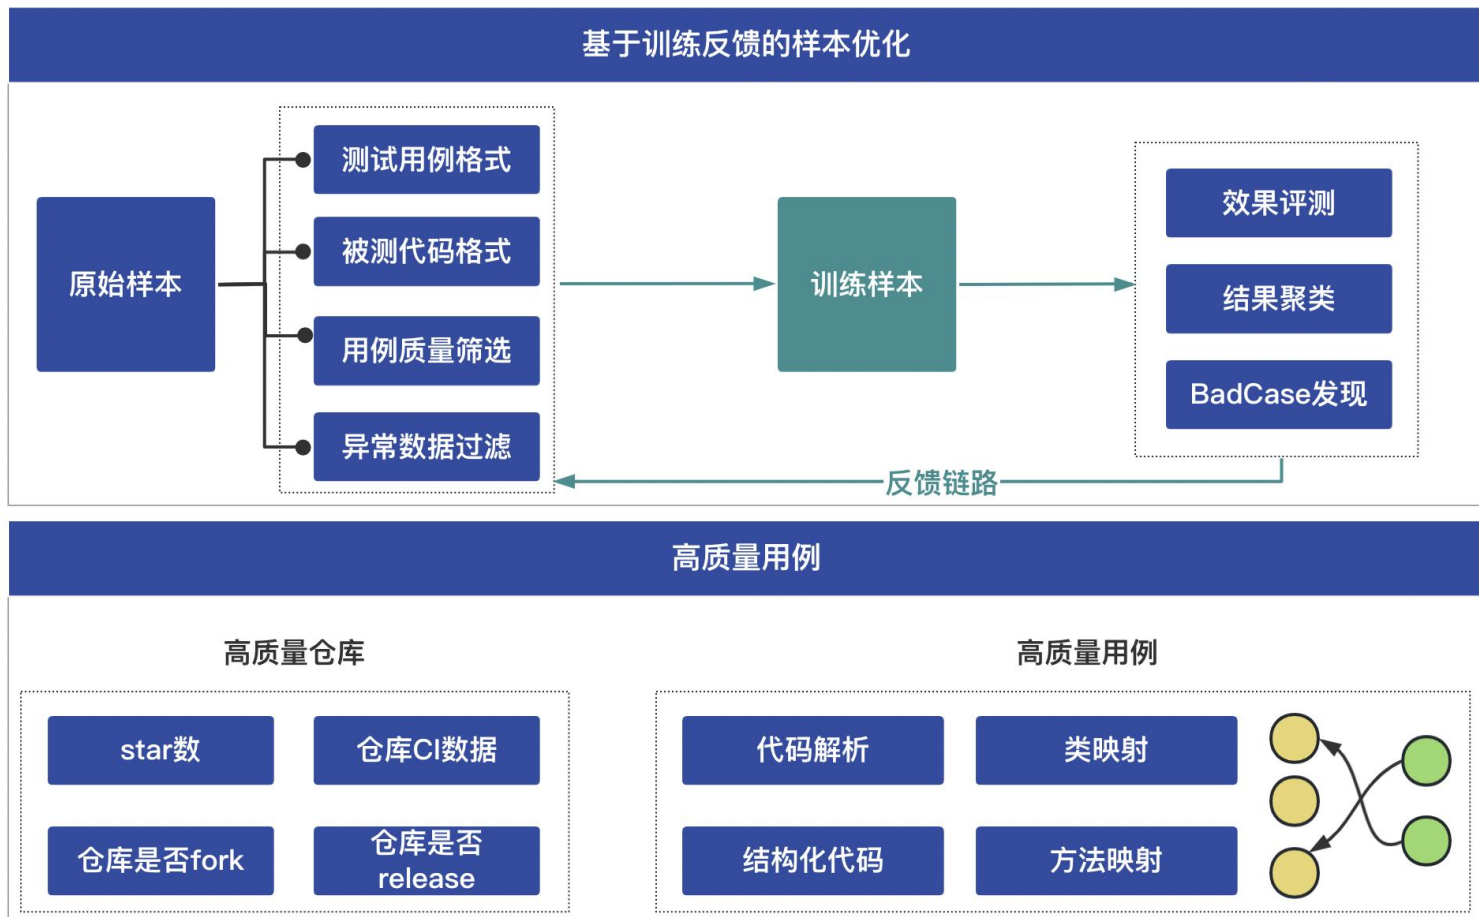 基于训练反馈的样本优化
原始样本
测试用例格式
被测代码格式
用例质量筛选
异常数据过滤
训练样本
效果评测
结果聚类
BadCase发现
反馈链路
高质量用例
高质量仓库
star数
仓库CI数据
仓库是否fork
仓库是否
release
高质量用例
代码解析
类映射
结构化代码
方法映射